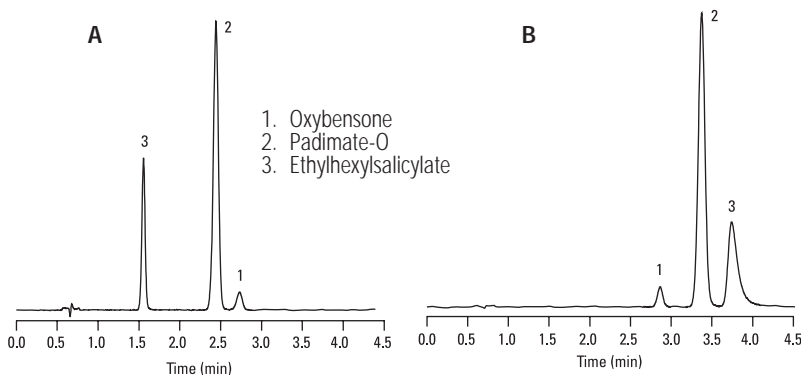 A
2
3
1
1. Oxybensone
2. Padimate-O
3. Ethylhexylsalicylate
0.0 0.5 1.0 1.5 2.0 2.5 3.0 3.5 4.0 4.5
Time (min)
B
2
3
1
0.0 0.5 1.0 1.5 2.0 2.5 3.0 3.5 4.0 4.5
Time (min)